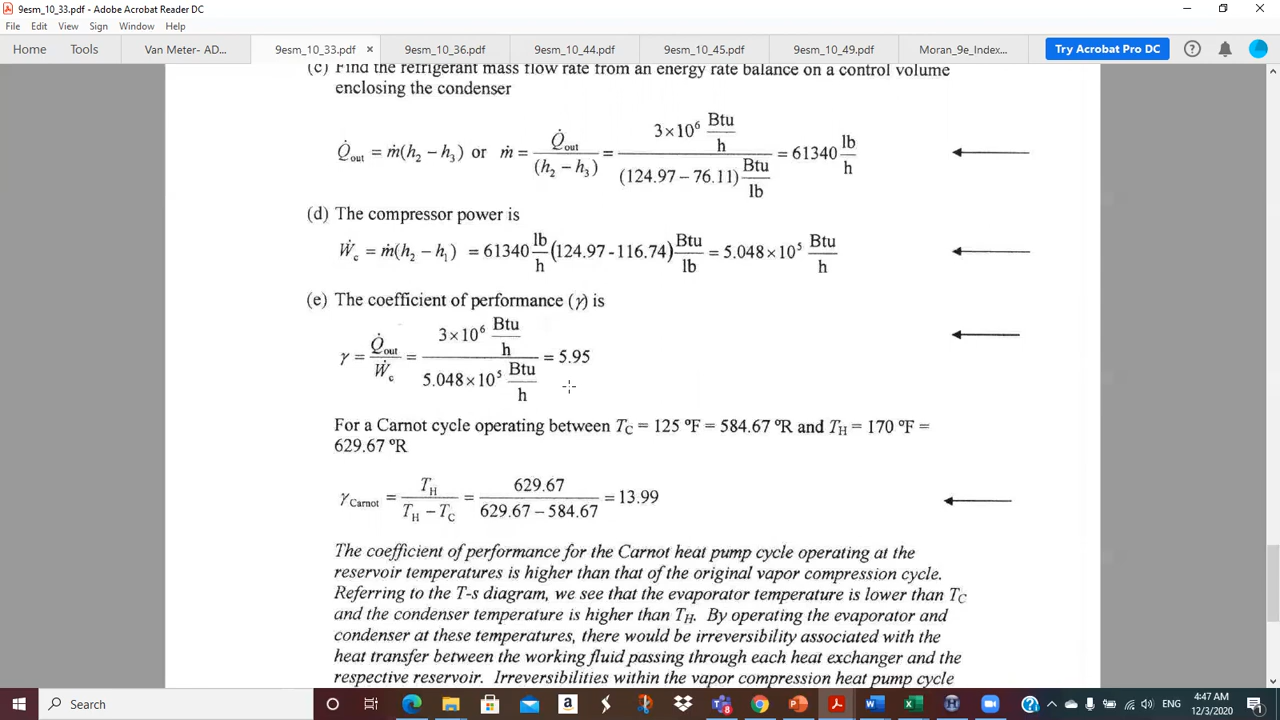 9esm_10_33.pdf - Adobe Acrobat Reader DC
File Edit View Sign Window Help
Home Tools Van Meter- AD... 9esm_10_33.pdf × 9esm_10_36.pdf 9esm_10_44.pdf 9esm_10_45.pdf 9esm_10_49.pdf Moran_9e_Index... Try Acrobat Pro DC
(c) Find the refrigerant mass flow rate from an energy rate balance on a control volume
enclosing the condenser
Q̇out = ṁ(h₂ – h₃) or ṁ = Q̇out / (h₂ – h₃) = 3×10⁶ Btu/h / (124.97 – 76.11) Btu/lb = 61340 lb/h
(d) The compressor power is
Ẇc = ṁ(h₂ – h₁) = 61340 lb/h (124.97 - 116.74) Btu/lb = 5.048×10⁵ Btu/h
(e) The coefficient of performance (γ) is
γ = Q̇out / Ẇc = 3×10⁶ Btu/h / 5.048×10⁵ Btu/h = 5.95
For a Carnot cycle operating between TC = 125 ºF = 584.67 ºR and TH = 170 ºF =
629.67 ºR
γCarnot = TH / (TH – TC) = 629.67 / (629.67 – 584.67) = 13.99
The coefficient of performance for the Carnot heat pump cycle operating at the
reservoir temperatures is higher than that of the original vapor compression cycle.
Referring to the T-s diagram, we see that the evaporator temperature is lower than TC
and the condenser temperature is higher than TH. By operating the evaporator and
condenser at these temperatures, there would be irreversibility associated with the
heat transfer between the working fluid passing through each heat exchanger and the
respective reservoir. Irreversibilities within the vapor compression heat pump cycle
Search
ENG
4:47 AM
12/3/2020